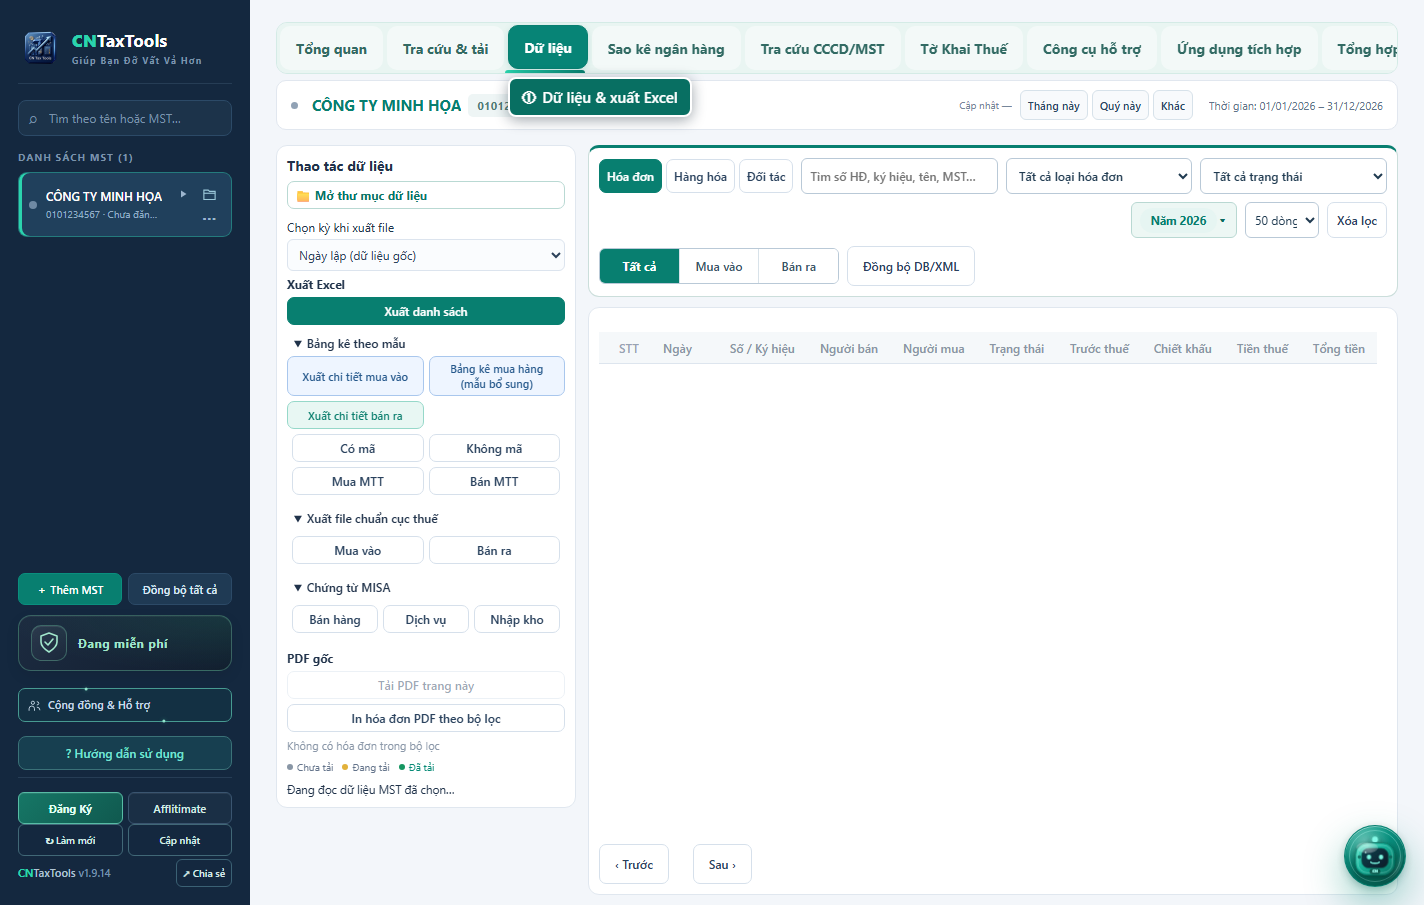 CNTaxTools
Giúp Bạn Đỡ Vất Vả Hơn
Tìm theo tên hoặc MST...
DANH SÁCH MST (1)
CÔNG TY MINH HỌA
0101234567 · Chưa đăn...
+ Thêm MST
Đồng bộ tất cả
Đang miễn phí
Cộng đồng & Hỗ trợ
? Hướng dẫn sử dụng
Đăng Ký
Afflitimate
↻ Làm mới
Cập nhật
CNTaxTools v1.9.14
↗ Chia sẻ
Tổng quan
Tra cứu & tải
Dữ liệu
Sao kê ngân hàng
Tra cứu CCCD/MST
Tờ Khai Thuế
Công cụ hỗ trợ
Ứng dụng tích hợp
Tổng hợp
① Dữ liệu & xuất Excel
CÔNG TY MINH HỌA
Cập nhật —
Tháng này
Quý này
Khác
Thời gian: 01/01/2026 – 31/12/2026
Thao tác dữ liệu
Mở thư mục dữ liệu
Chọn kỳ khi xuất file
Ngày lập (dữ liệu gốc)
Xuất Excel
Xuất danh sách
▼ Bảng kê theo mẫu
Xuất chi tiết mua vào
Bảng kê mua hàng
(mẫu bổ sung)
Xuất chi tiết bán ra
Có mã
Không mã
Mua MTT
Bán MTT
▼ Xuất file chuẩn cục thuế
Mua vào
Bán ra
▼ Chứng từ MISA
Bán hàng
Dịch vụ
Nhập kho
PDF gốc
Tải PDF trang này
In hóa đơn PDF theo bộ lọc
Không có hóa đơn trong bộ lọc
Chưa tải
Đang tải
Đã tải
Đang đọc dữ liệu MST đã chọn...
Hóa đơn
Hàng hóa
Đối tác
Tìm số HĐ, ký hiệu, tên, MST...
Tất cả loại hóa đơn
Tất cả trạng thái
Năm 2026
50 dòng
Xóa lọc
Tất cả
Mua vào
Bán ra
Đồng bộ DB/XML
STT
Ngày
Số / Ký hiệu
Người bán
Người mua
Trạng thái
Trước thuế
Chiết khấu
Tiền thuế
Tổng tiền
‹ Trước
Sau ›